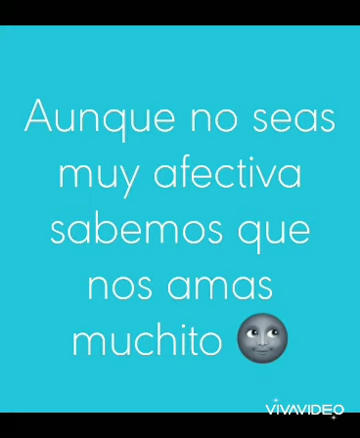 Aunque no seas
muy afectiva
sabemos que
nos amas
muchito 🌚
VIVAVIDEO